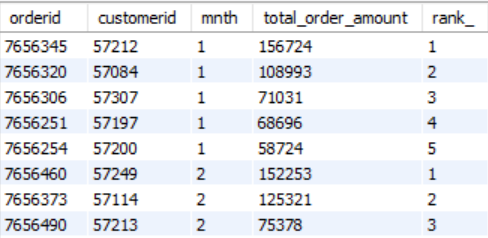 orderid customerid mnth total_order_amount rank_
7656345 57212 1 156724 1
7656320 57084 1 108993 2
7656306 57307 1 71031 3
7656251 57197 1 68696 4
7656254 57200 1 58724 5
7656460 57249 2 152253 1
7656373 57114 2 125321 2
7656490 57213 2 75378 3